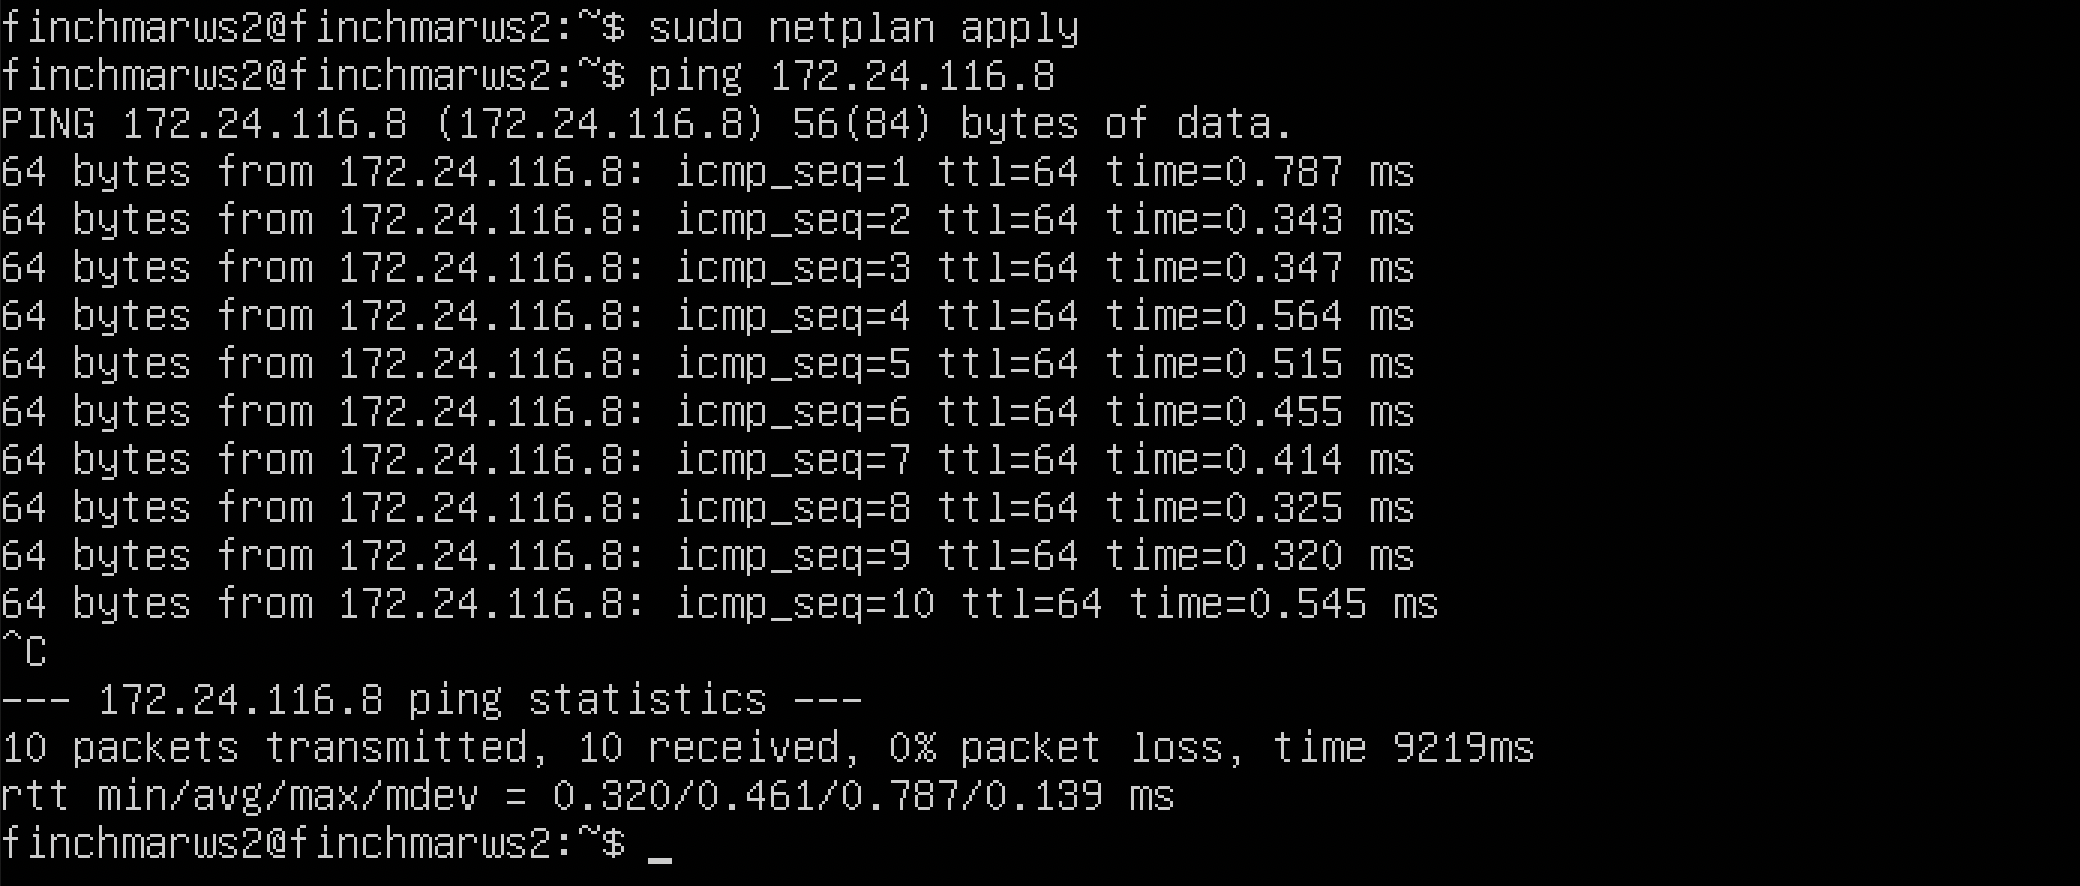 finchmarws2@finchmarws2:~$ sudo netplan apply
finchmarws2@finchmarws2:~$ ping 172.24.116.8
PING 172.24.116.8 (172.24.116.8) 56(84) bytes of data.
64 bytes from 172.24.116.8: icmp_seq=1 ttl=64 time=0.787 ms
64 bytes from 172.24.116.8: icmp_seq=2 ttl=64 time=0.343 ms
64 bytes from 172.24.116.8: icmp_seq=3 ttl=64 time=0.347 ms
64 bytes from 172.24.116.8: icmp_seq=4 ttl=64 time=0.564 ms
64 bytes from 172.24.116.8: icmp_seq=5 ttl=64 time=0.515 ms
64 bytes from 172.24.116.8: icmp_seq=6 ttl=64 time=0.455 ms
64 bytes from 172.24.116.8: icmp_seq=7 ttl=64 time=0.414 ms
64 bytes from 172.24.116.8: icmp_seq=8 ttl=64 time=0.325 ms
64 bytes from 172.24.116.8: icmp_seq=9 ttl=64 time=0.320 ms
64 bytes from 172.24.116.8: icmp_seq=10 ttl=64 time=0.545 ms
^C
--- 172.24.116.8 ping statistics ---
10 packets transmitted, 10 received, 0% packet loss, time 9219ms
rtt min/avg/max/mdev = 0.320/0.461/0.787/0.139 ms
finchmarws2@finchmarws2:~$ _